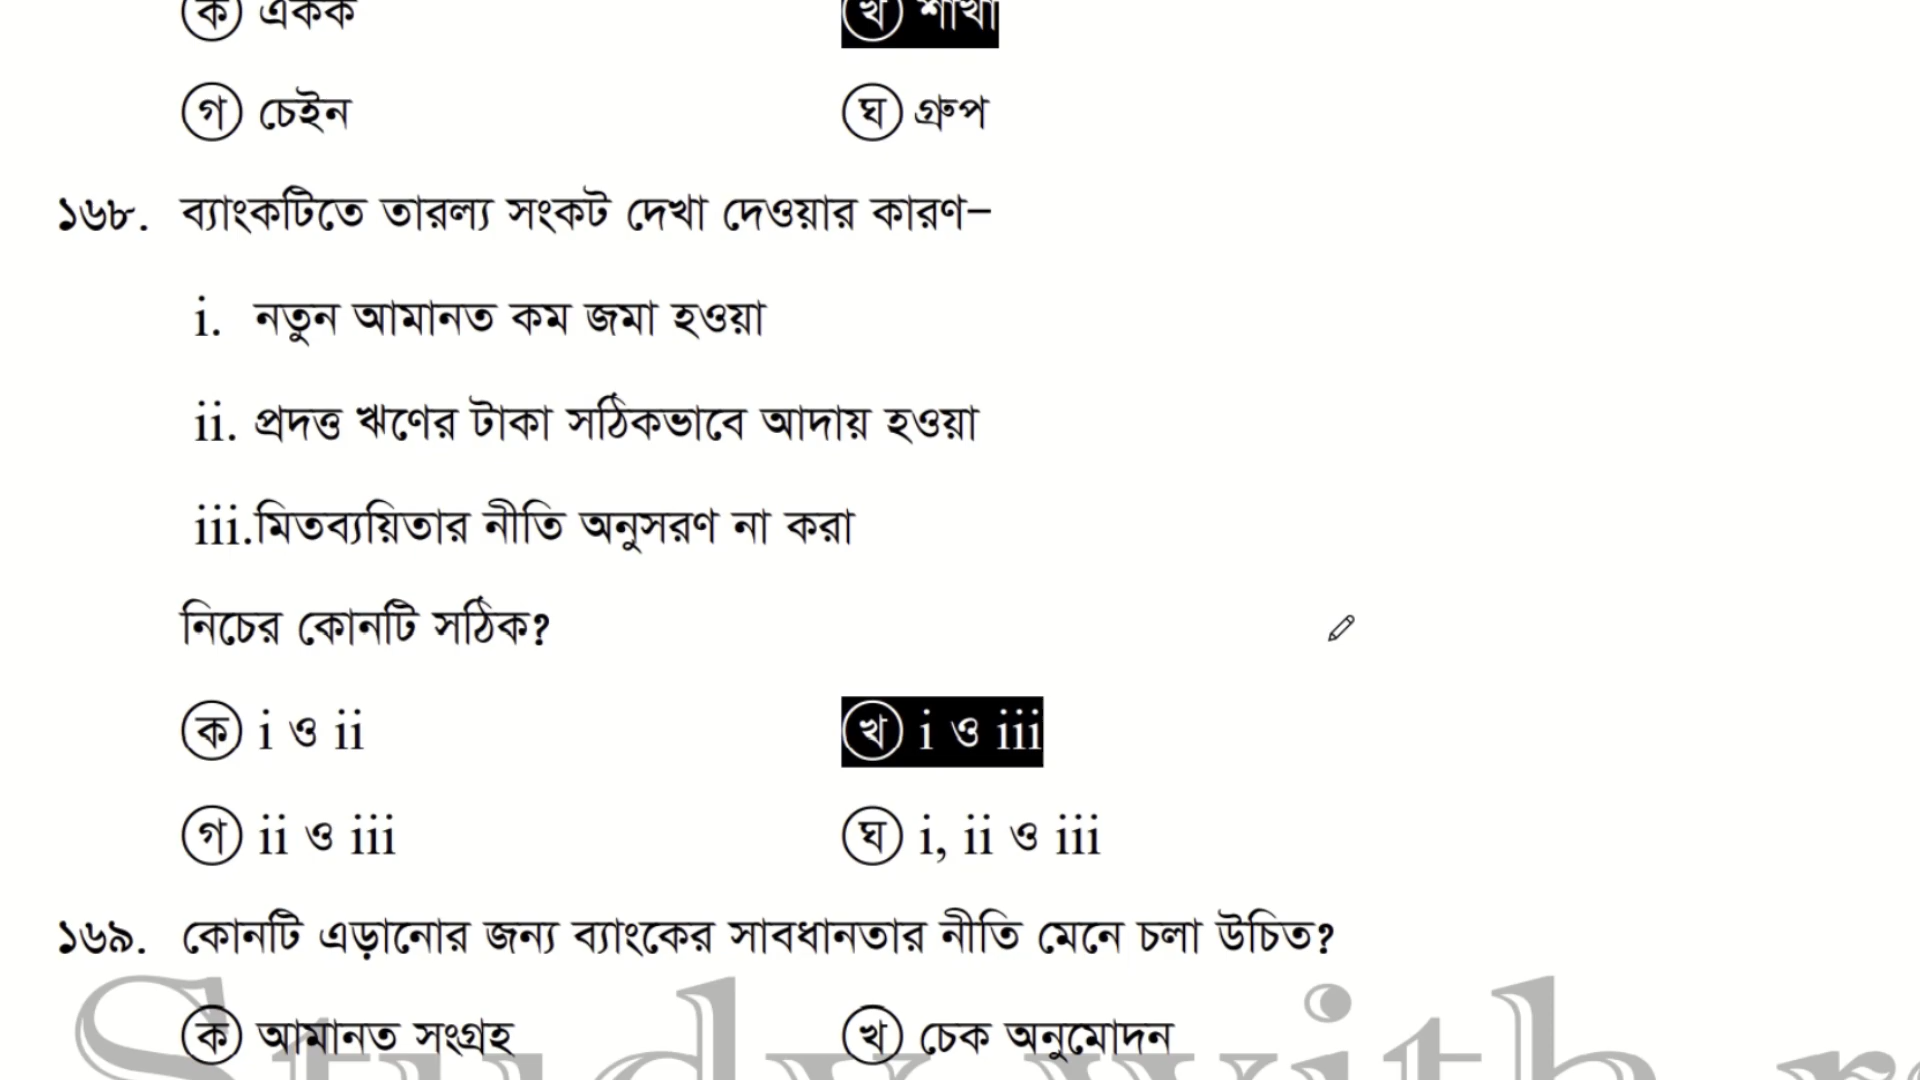 ক একক খ শাখা
গ চেইন ঘ গ্রুপ
১৬৮. ব্যাংকটিতে তারল্য সংকট দেখা দেওয়ার কারণ–
i. নতুন আমানত কম জমা হওয়া
ii. প্রদত্ত ঋণের টাকা সঠিকভাবে আদায় হওয়া
iii.মিতব্যয়িতার নীতি অনুসরণ না করা
নিচের কোনটি সঠিক?
ক i ও ii খ i ও iii
গ ii ও iii ঘ i, ii ও iii
১৬৯. কোনটি এড়ানোর জন্য ব্যাংকের সাবধানতার নীতি মেনে চলা উচিত?
ক আমানত সংগ্রহ খ চেক অনুমোদন
Study with